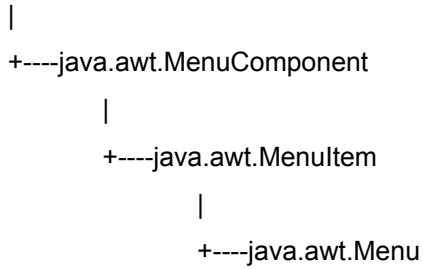 |
+----java.awt.MenuComponent
|
+----java.awt.MenuItem
|
+----java.awt.Menu